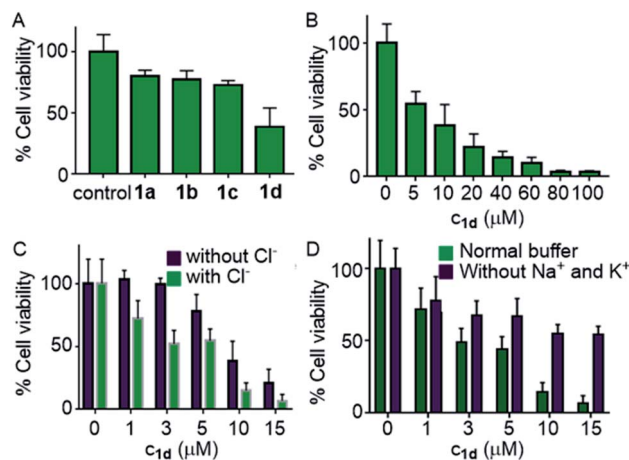 A
% Cell viability
100
50
0
control 1a 1b 1c 1d
B
% Cell viability
100
50
0
0 5 10 20 40 60 80 100
c1d (μM)
C
without Cl⁻
with Cl⁻
% Cell viability
100
50
0
0 1 3 5 10 15
c1d (μM)
D
Normal buffer
Without Na⁺ and K⁺
% Cell viability
100
50
0
0 1 3 5 10 15
c1d (μM)